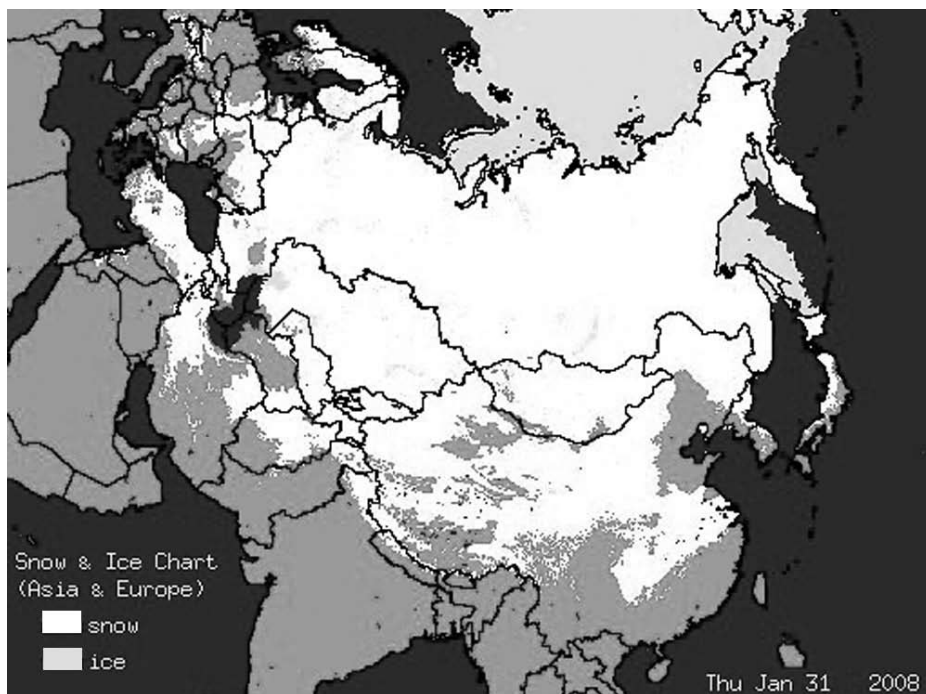 Snow & Ice Chart
(Asia & Europe)
snow
ice
Thu Jan 31 2008